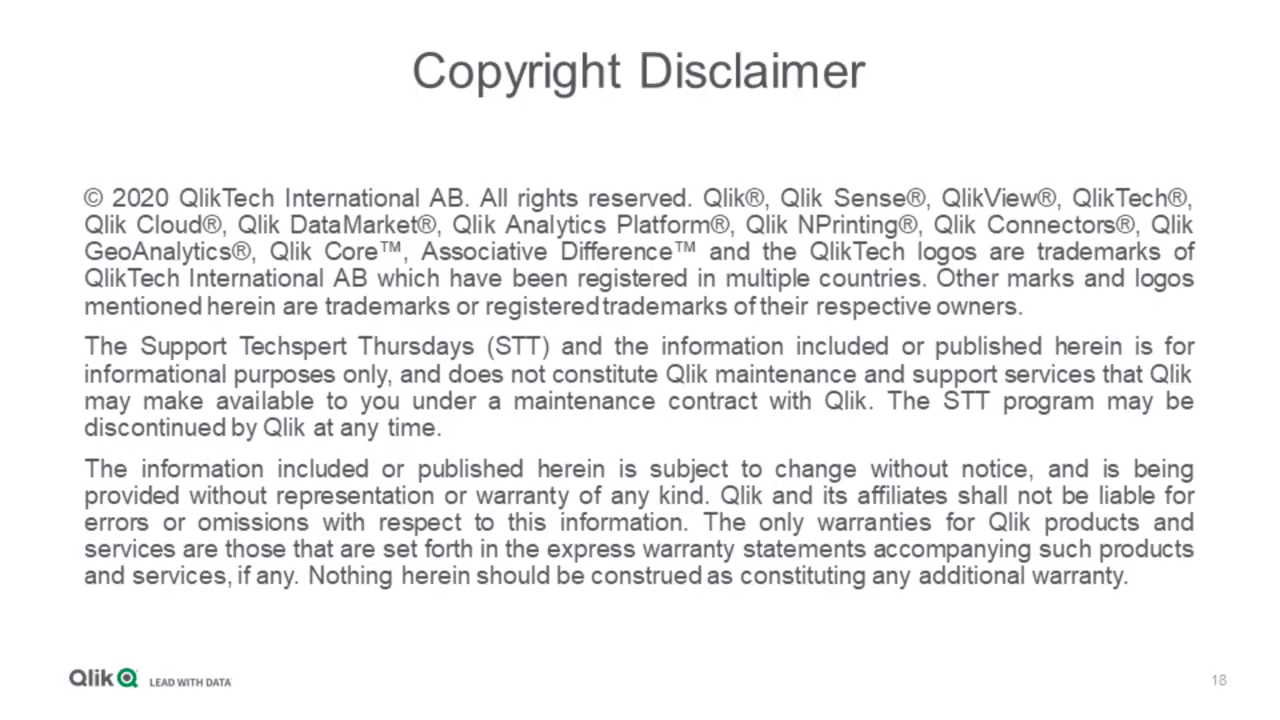 Copyright Disclaimer
© 2020 QlikTech International AB. All rights reserved. Qlik®, Qlik Sense®, QlikView®, QlikTech®,
Qlik Cloud®, Qlik DataMarket®, Qlik Analytics Platform®, Qlik NPrinting®, Qlik Connectors®, Qlik
GeoAnalytics®, Qlik Core™, Associative Difference™ and the QlikTech logos are trademarks of
QlikTech International AB which have been registered in multiple countries. Other marks and logos
mentioned herein are trademarks or registered trademarks of their respective owners.
The Support Techspert Thursdays (STT) and the information included or published herein is for
informational purposes only, and does not constitute Qlik maintenance and support services that Qlik
may make available to you under a maintenance contract with Qlik. The STT program may be
discontinued by Qlik at any time.
The information included or published herein is subject to change without notice, and is being
provided without representation or warranty of any kind. Qlik and its affiliates shall not be liable for
errors or omissions with respect to this information. The only warranties for Qlik products and
services are those that are set forth in the express warranty statements accompanying such products
and services, if any. Nothing herein should be construed as constituting any additional warranty.
Qlik LEAD WITH DATA
18